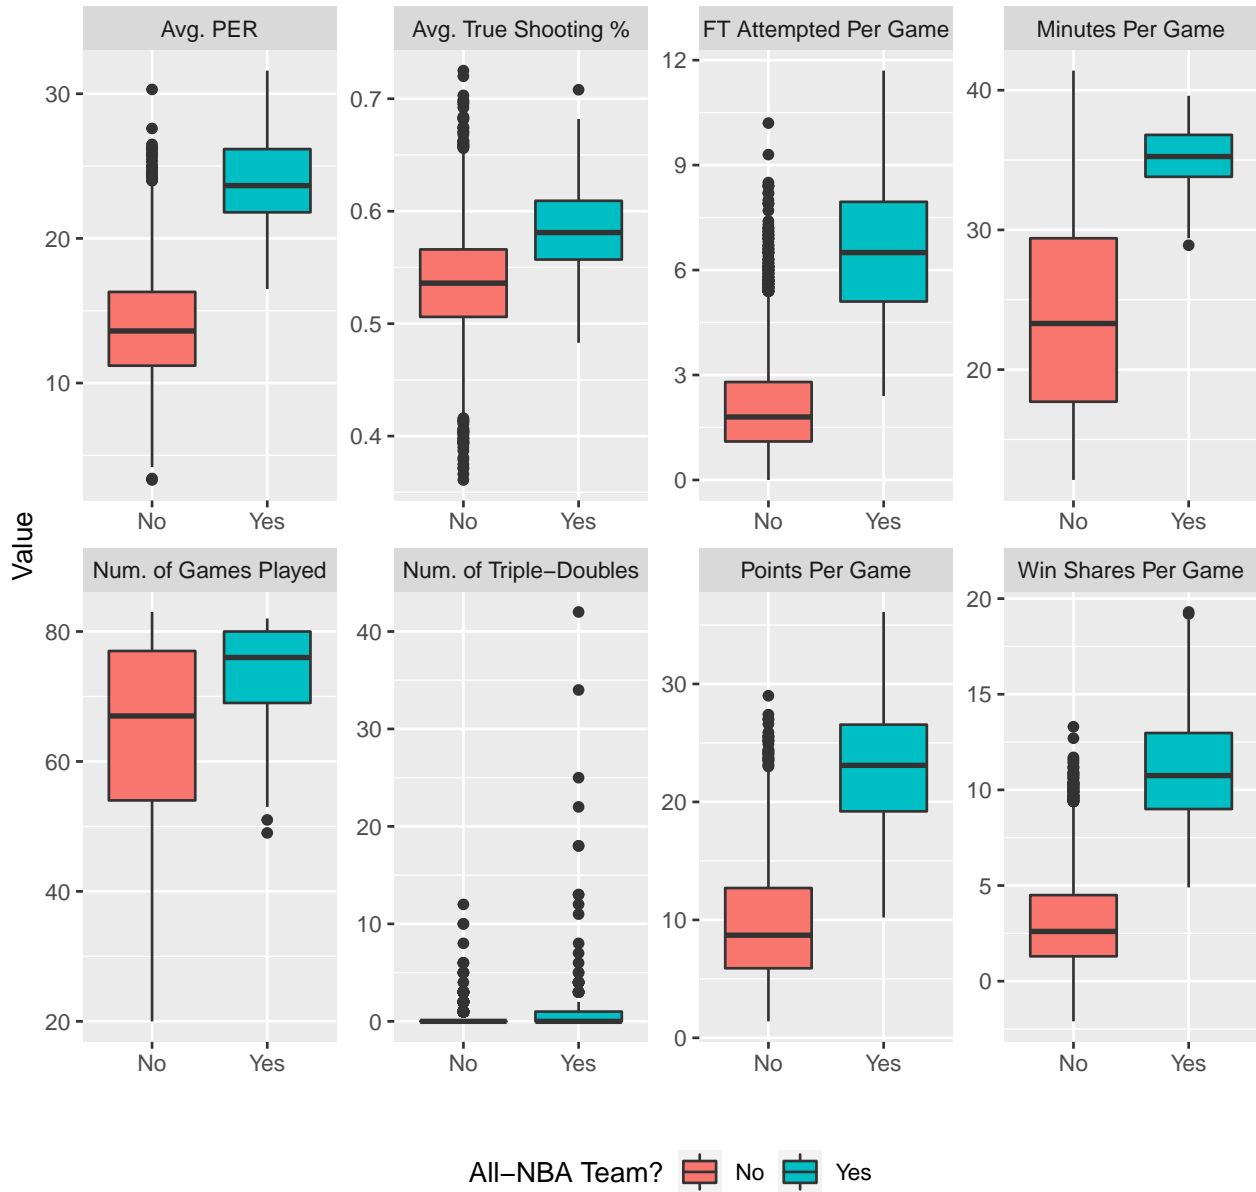 Avg. PER
Avg. True Shooting %
FT Attempted Per Game
Minutes Per Game
30
20
10
No
Yes
0.7
0.6
0.5
0.4
No
Yes
12
9
6
3
0
No
Yes
40
30
20
No
Yes
Value
Num. of Games Played
Num. of Triple−Doubles
Points Per Game
Win Shares Per Game
80
60
40
20
No
Yes
40
30
20
10
0
No
Yes
30
20
10
0
No
Yes
20
15
10
5
0
No
Yes
All−NBA Team? No Yes